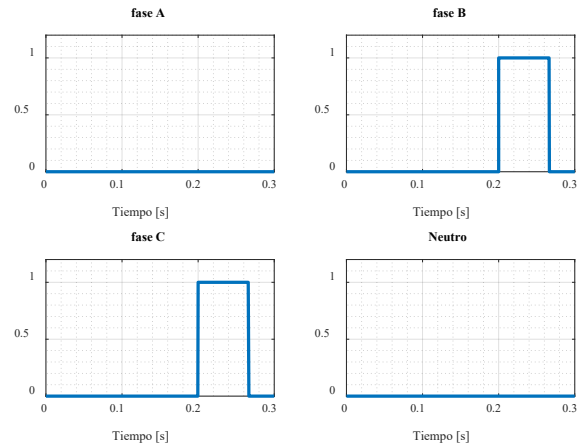 fase A
fase B
1
0.5
0
0 0.1 0.2 0.3
Tiempo [s]
1
0.5
0
0 0.1 0.2 0.3
Tiempo [s]
fase C
Neutro
1
0.5
0
0 0.1 0.2 0.3
Tiempo [s]
1
0.5
0
0 0.1 0.2 0.3
Tiempo [s]